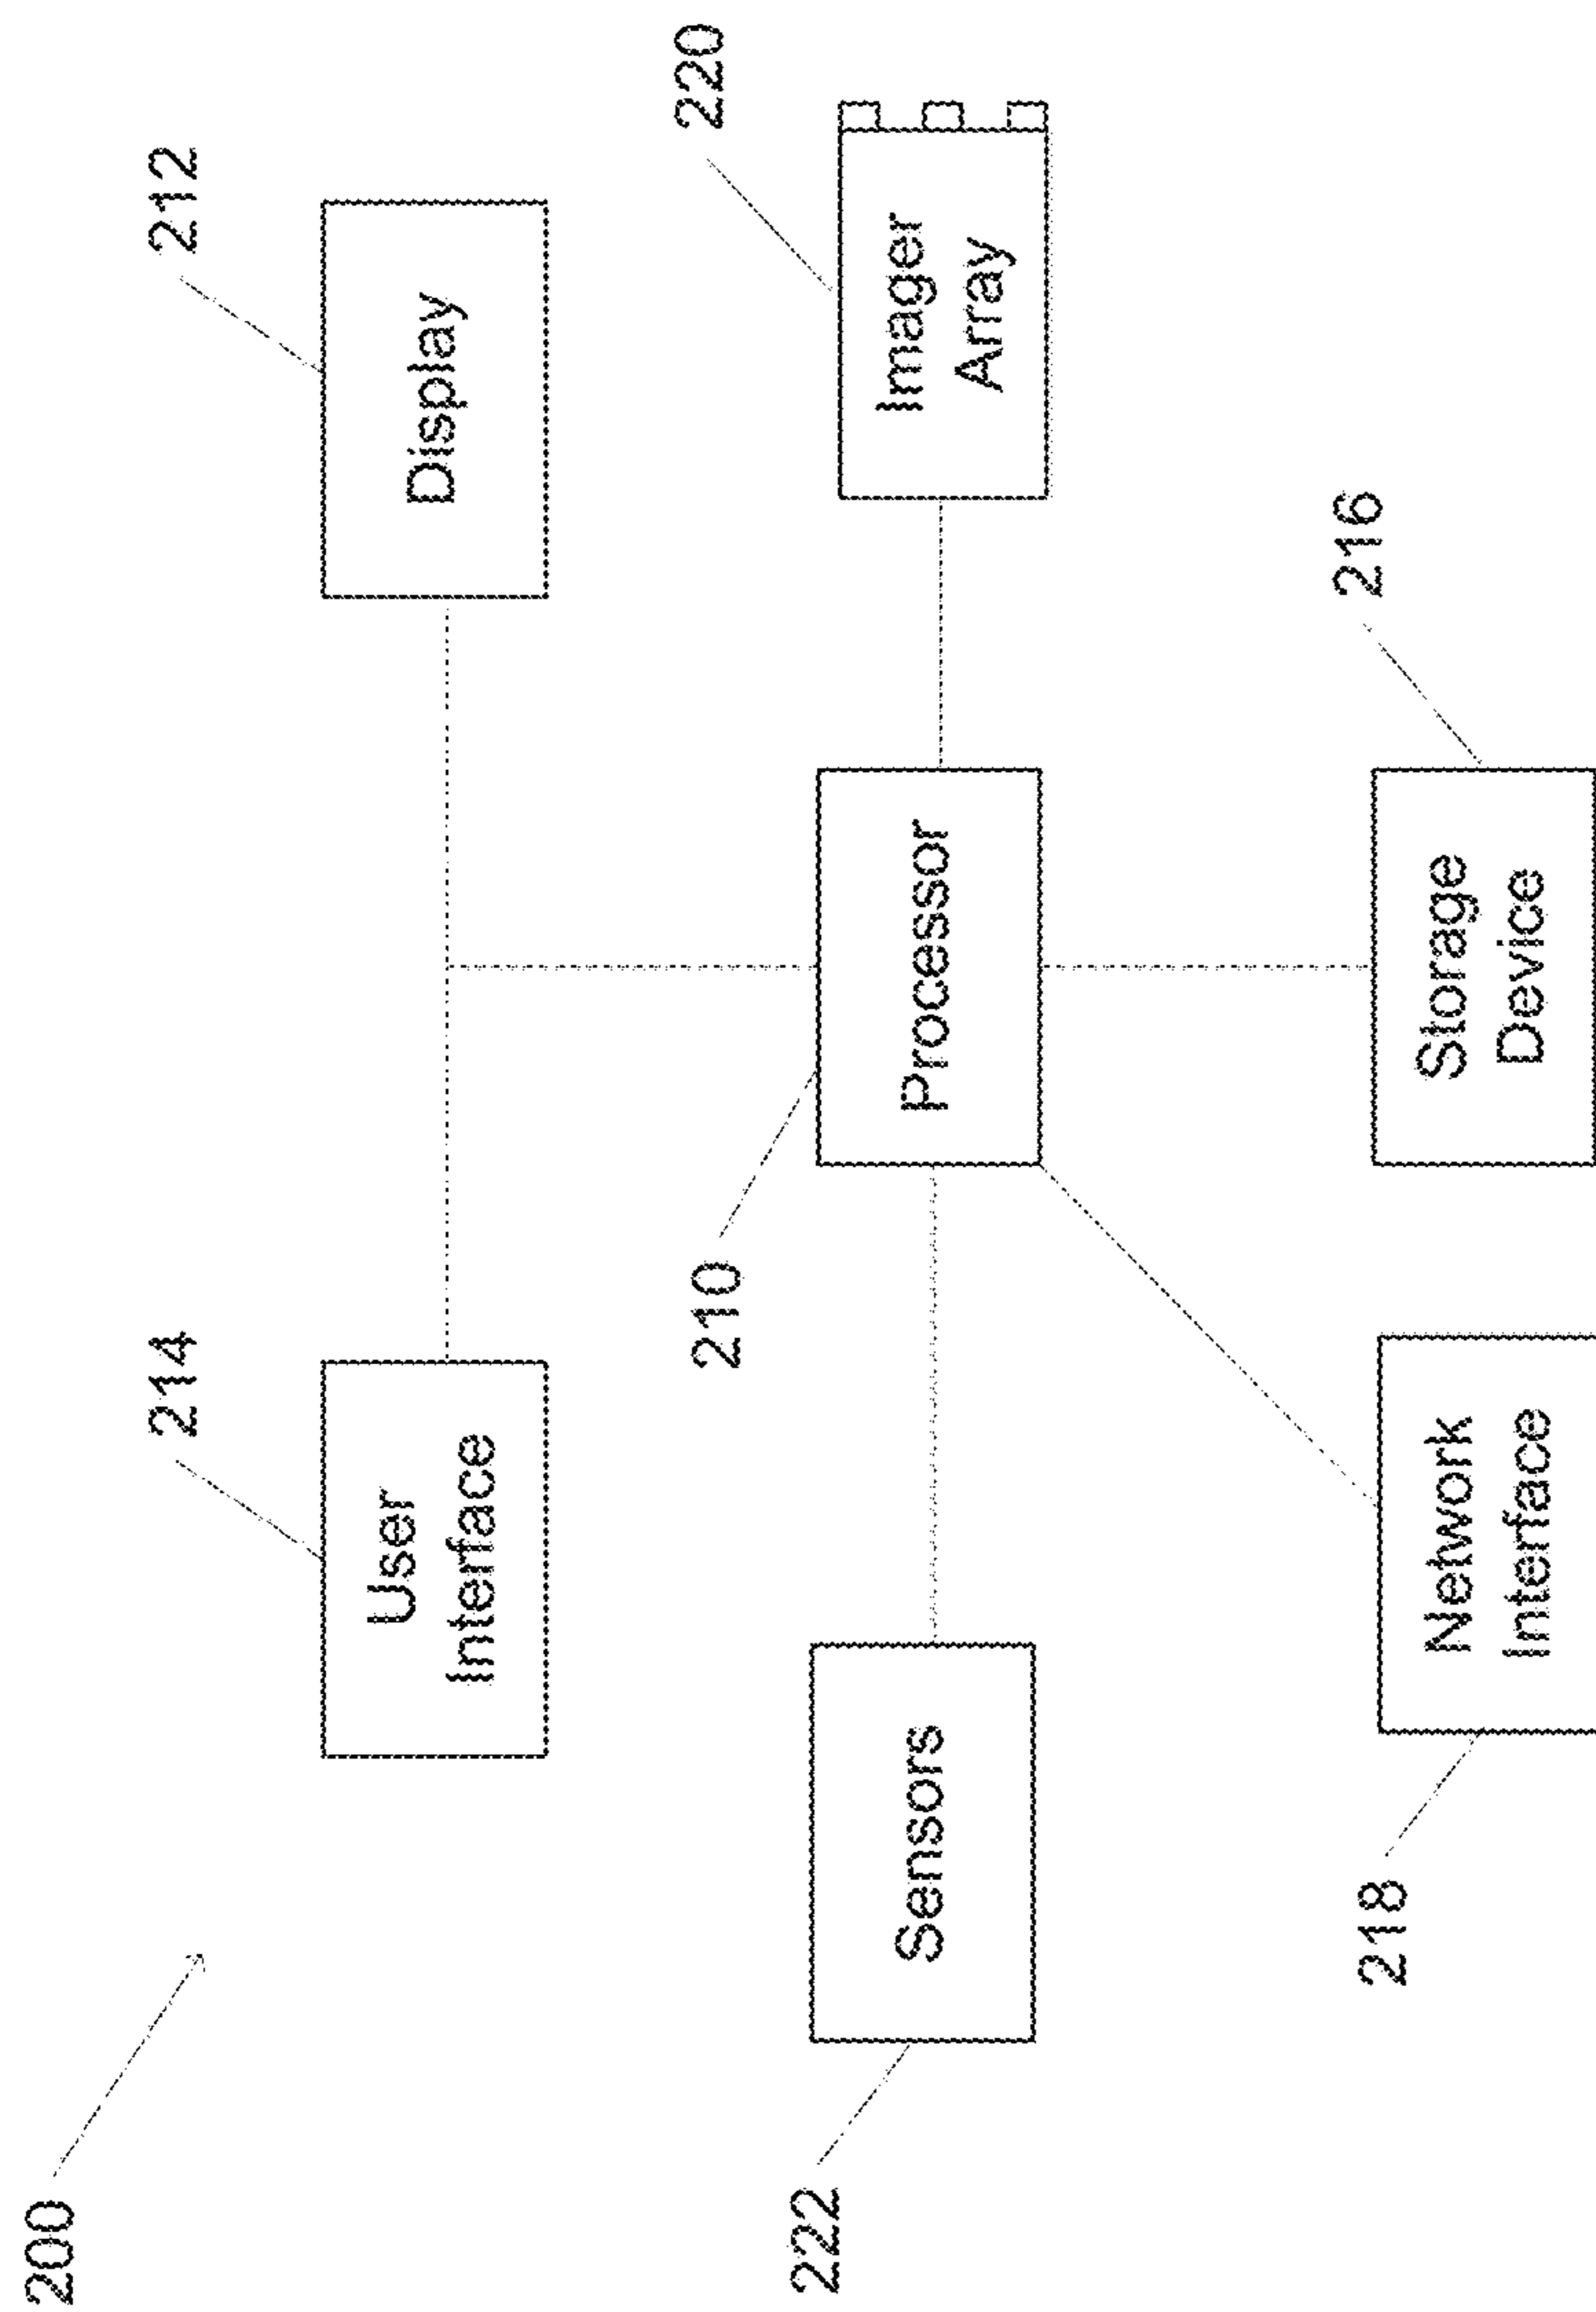 200
214
212
User
Interface
Display
210
220
222
Sensors
Processor
Imager
Array
218
216
Network
Interface
Storage
Device